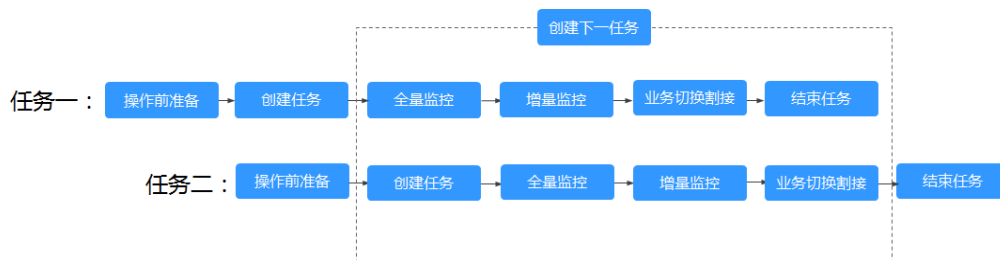 创建下一任务
任务一： 操作前准备 创建任务 全量监控 增量监控 业务切换割接 结束任务
任务二： 操作前准备 创建任务 全量监控 增量监控 业务切换割接 结束任务